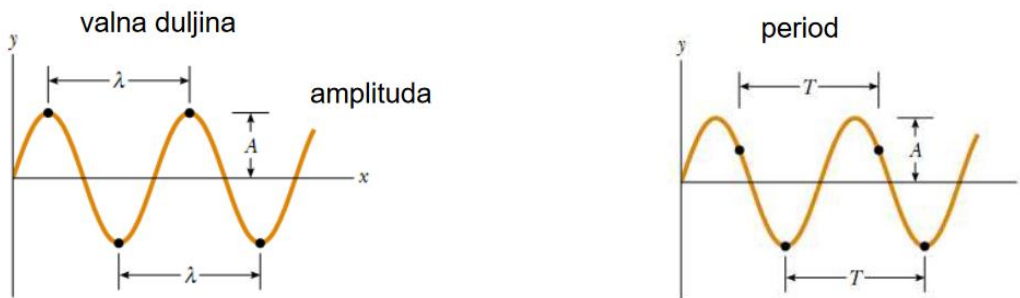 valna duljina
y
λ
amplituda
A
x
λ
period
y
T
A
T